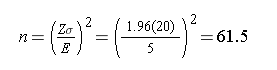 n = (Zσ/E)² = (1.96(20)/5)² = 61.5